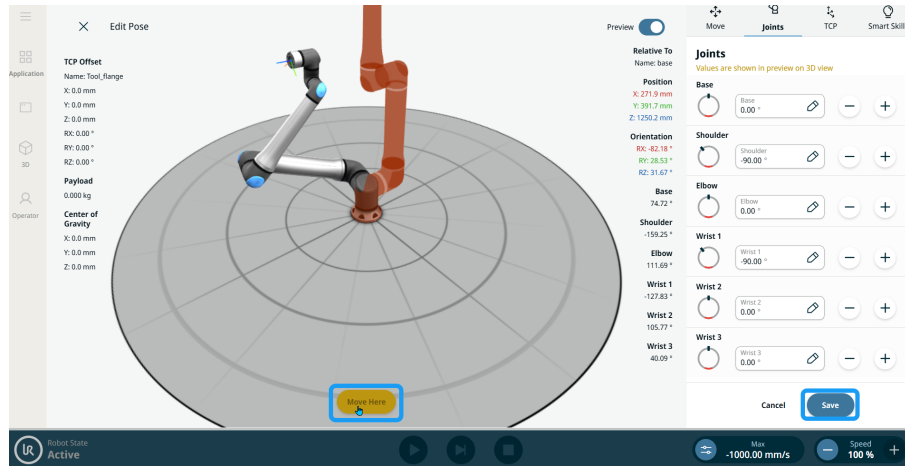 Edit Pose
Preview
Move
Joints
TCP
Smart Skill
Application
3D
Operator
TCP Offset
Name: Tool_flange
X: 0.0 mm
Y: 0.0 mm
Z: 0.0 mm
RX: 0.00 °
RY: 0.00 °
RZ: 0.00 °
Payload
0.000 kg
Center of
Gravity
X: 0.0 mm
Y: 0.0 mm
Z: 0.0 mm
Relative To
Name: base
Position
X: 271.9 mm
Y: 391.7 mm
Z: 1250.2 mm
Orientation
RX: -82.18 °
RY: 28.53 °
RZ: 31.67 °
Base
74.72 °
Shoulder
-159.25 °
Elbow
111.69 °
Wrist 1
-127.83 °
Wrist 2
105.77 °
Wrist 3
40.09 °
Joints
Values are shown in preview on 3D view
Base
Base
0.00 °
Shoulder
Shoulder
-90.00 °
Elbow
Elbow
0.00 °
Wrist 1
Wrist 1
-90.00 °
Wrist 2
Wrist 2
0.00 °
Wrist 3
Wrist 3
0.00 °
Move Here
Cancel
Save
UR
Robot State
Active
Max
-1000.00 mm/s
Speed
100 %